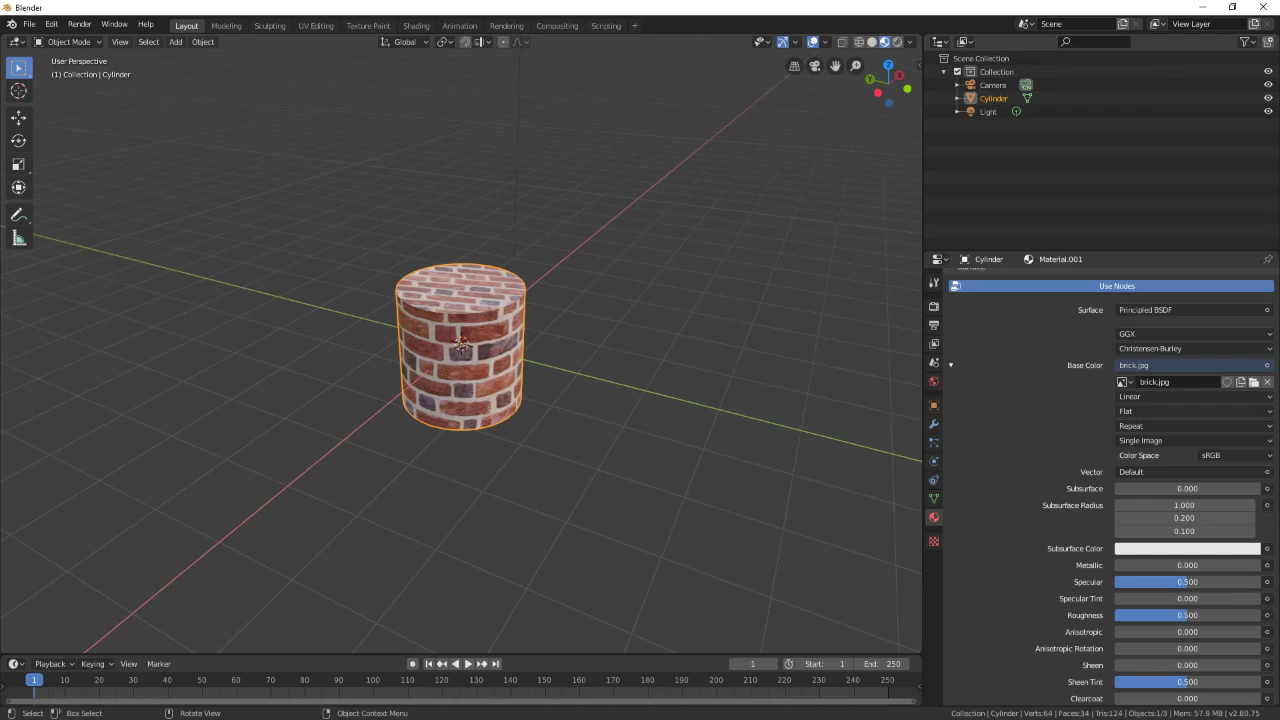 Blender
File Edit Render Window Help Layout Modeling Sculpting UV Editing Texture Paint Shading Animation Rendering Compositing Scripting + Scene View Layer
Object Mode View Select Add Object Global
User Perspective
(1) Collection | Cylinder
Z
X
Y
Scene Collection
Collection
Camera
Cylinder
Light
Cylinder Material.001
Use Nodes
Surface Principled BSDF
GGX
Christensen-Burley
Base Color brick.jpg
brick.jpg
Linear
Flat
Repeat
Single Image
Color Space sRGB
Vector Default
Subsurface 0.000
Subsurface Radius 1.000
0.200
0.100
Subsurface Color
Metallic 0.000
Specular 0.500
Specular Tint 0.000
Roughness 0.500
Anisotropic 0.000
Anisotropic Rotation 0.000
Sheen 0.000
Sheen Tint 0.500
Clearcoat 0.000
Playback Keying View Marker 1 Start: 1 End: 250
1 10 20 30 40 50 60 70 80 90 100 110 120 130 140 150 160 170 180 190 200 210 220 230 240 250
Select Box Select Rotate View Object Context Menu Collection | Cylinder | Verts:64 | Faces:34 | Tris:124 | Objects:1/3 | Mem: 57.9 MB | v2.80.75